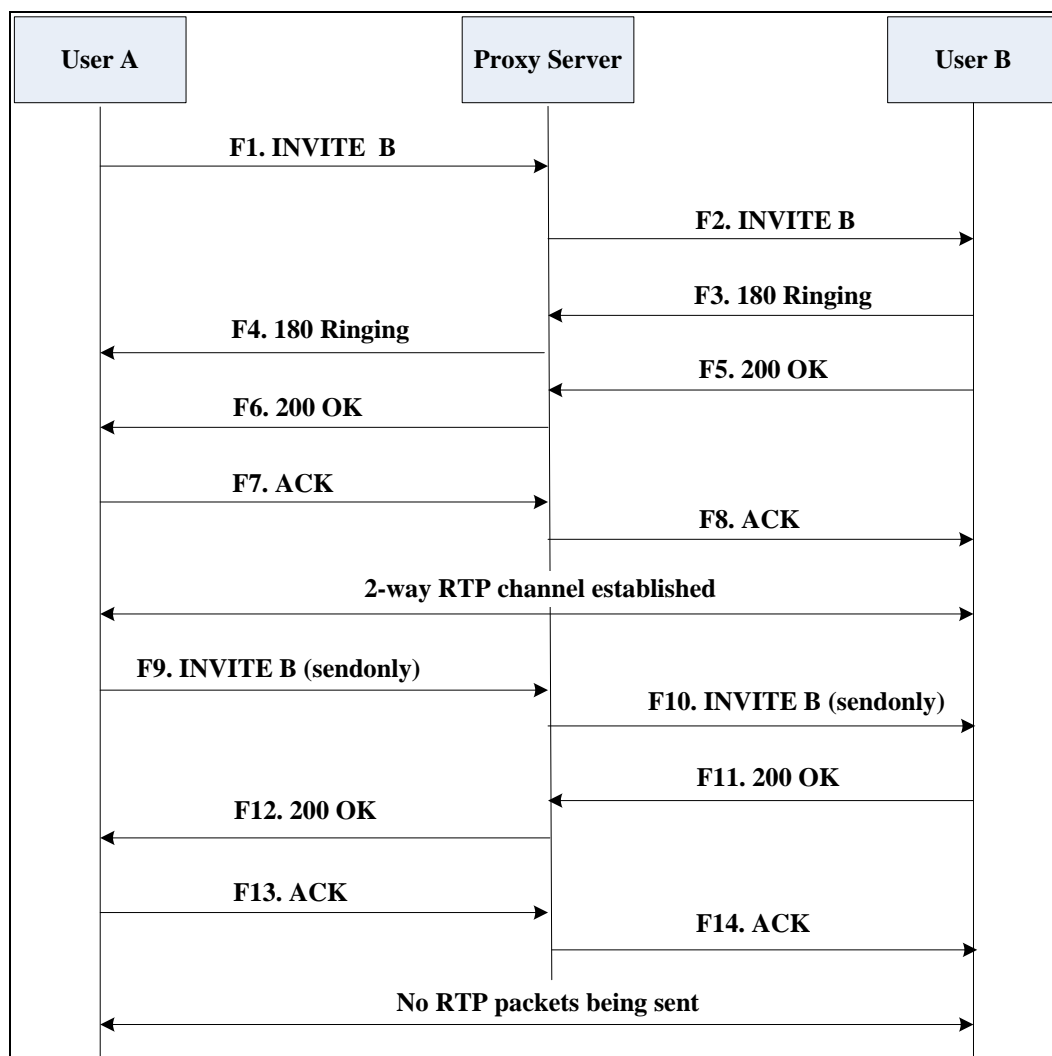 User A
Proxy Server
User B
F1. INVITE B
F2. INVITE B
F3. 180 Ringing
F4. 180 Ringing
F5. 200 OK
F6. 200 OK
F7. ACK
F8. ACK
2-way RTP channel established
F9. INVITE B (sendonly)
F10. INVITE B (sendonly)
F11. 200 OK
F12. 200 OK
F13. ACK
F14. ACK
No RTP packets being sent